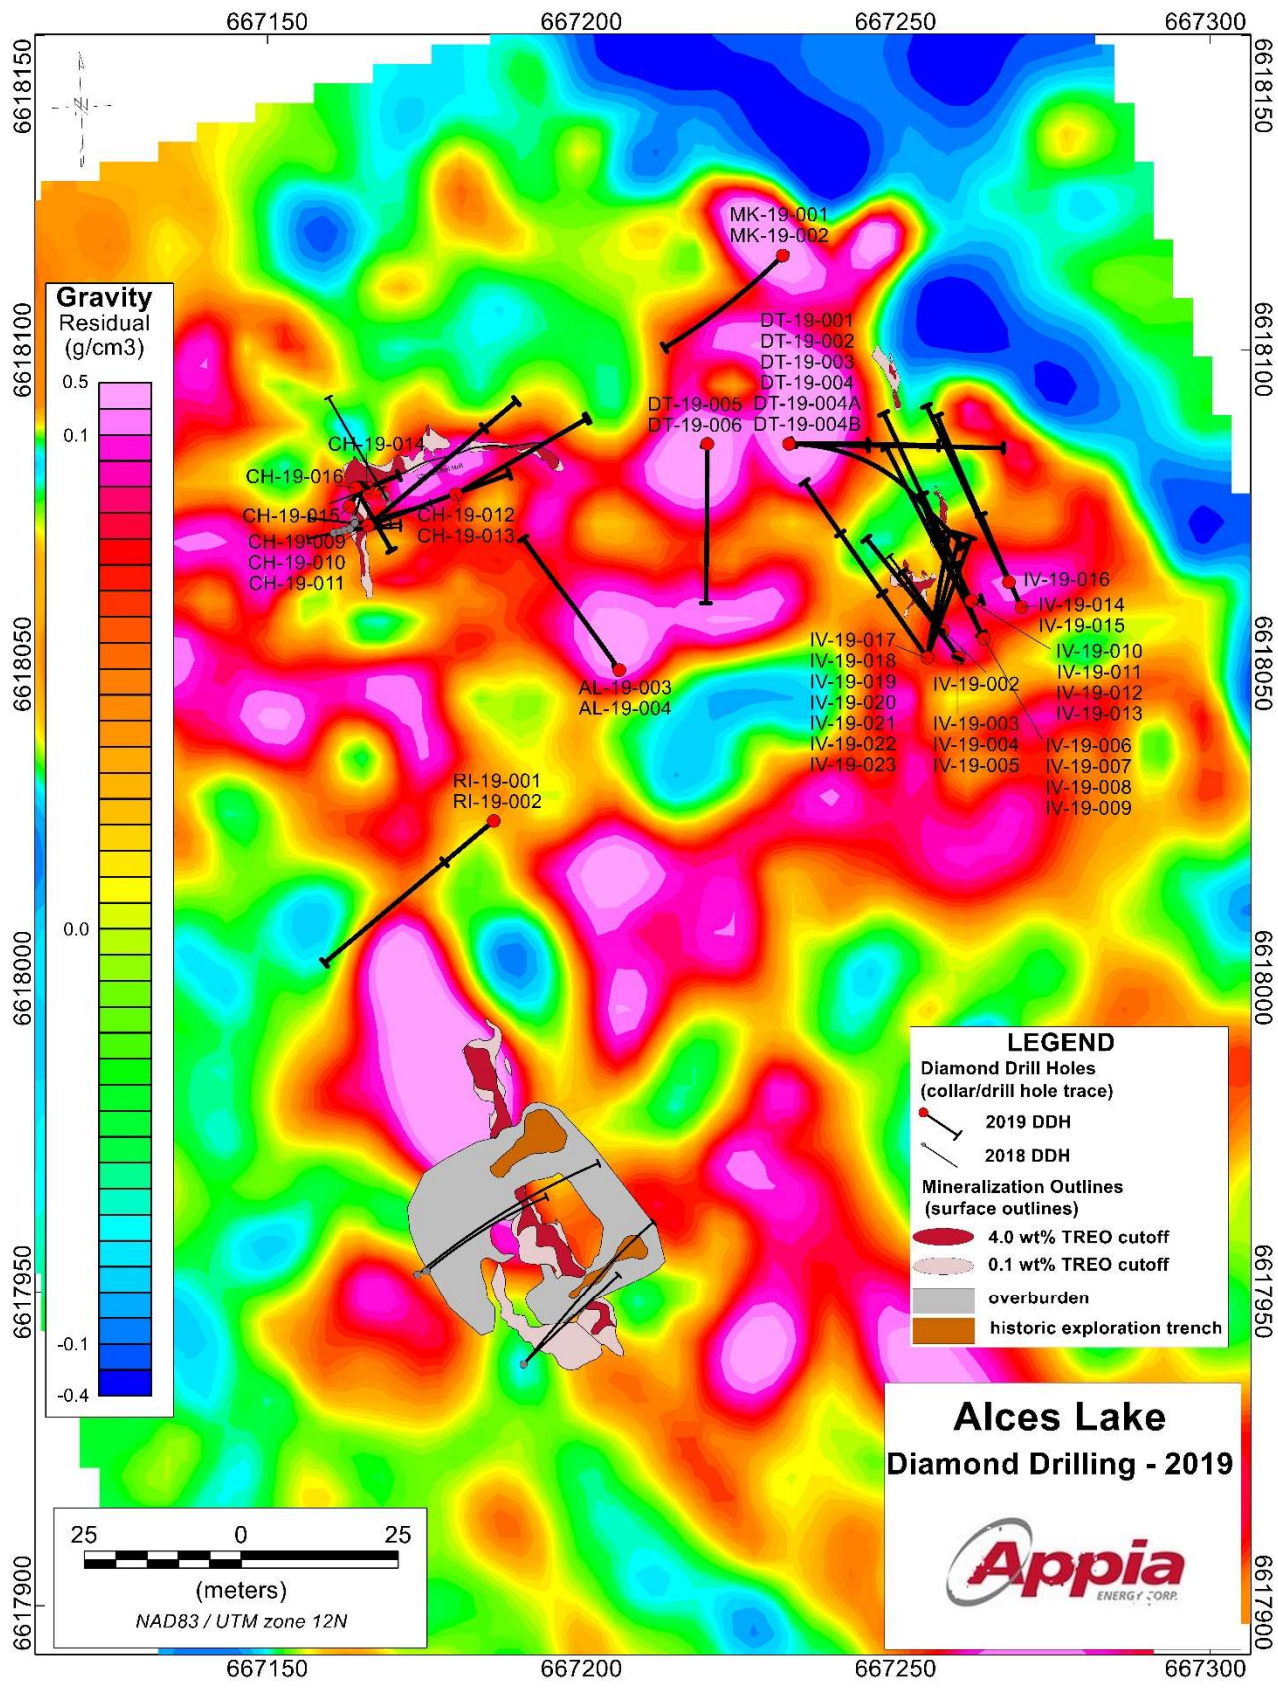 667150
667200
667250
667300
6618150
6618150
N
MK-19-001
MK-19-002
Gravity
Residual
(g/cm3)
0.5
0.1
0.0
-0.1
-0.4
6618100
6618100
DT-19-001
DT-19-002
DT-19-003
DT-19-004
DT-19-004A
DT-19-004B
DT-19-005
DT-19-006
CH-19-014
CH-19-016
CH-19-015
CH-19-009
CH-19-010
CH-19-011
CH-19-012
CH-19-013
IV-19-016
IV-19-014
IV-19-015
IV-19-010
IV-19-011
IV-19-012
IV-19-013
IV-19-017
IV-19-018
IV-19-019
IV-19-020
IV-19-021
IV-19-022
IV-19-023
IV-19-002
IV-19-003
IV-19-004
IV-19-005
IV-19-006
IV-19-007
IV-19-008
IV-19-009
6618050
6618050
AL-19-003
AL-19-004
RI-19-001
RI-19-002
6618000
6618000
LEGEND
Diamond Drill Holes
(collar/drill hole trace)
2019 DDH
2018 DDH
Mineralization Outlines
(surface outlines)
4.0 wt% TREO cutoff
0.1 wt% TREO cutoff
overburden
historic exploration trench
6617950
6617950
Alces Lake
Diamond Drilling - 2019
Appia
ENERGY CORP.
25 0 25
(meters)
NAD83 / UTM zone 12N
6617900
6617900
667150
667200
667250
667300